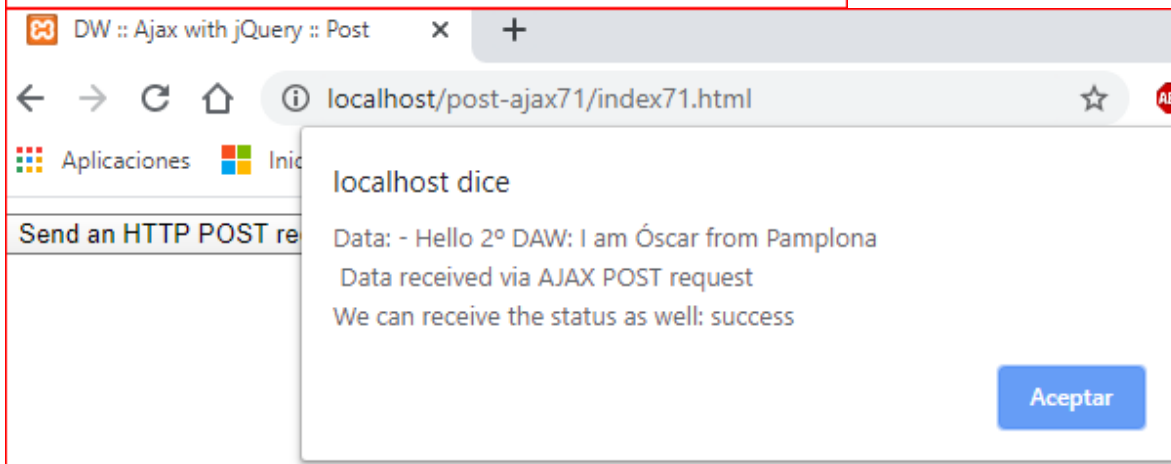 DW :: Ajax with jQuery :: Post
localhost/post-ajax71/index71.html
Aplicaciones
localhost dice
Send an HTTP POST
Data: - Hello 2º DAW: I am Óscar from Pamplona
Data received via AJAX POST request
We can receive the status as well: success
Aceptar